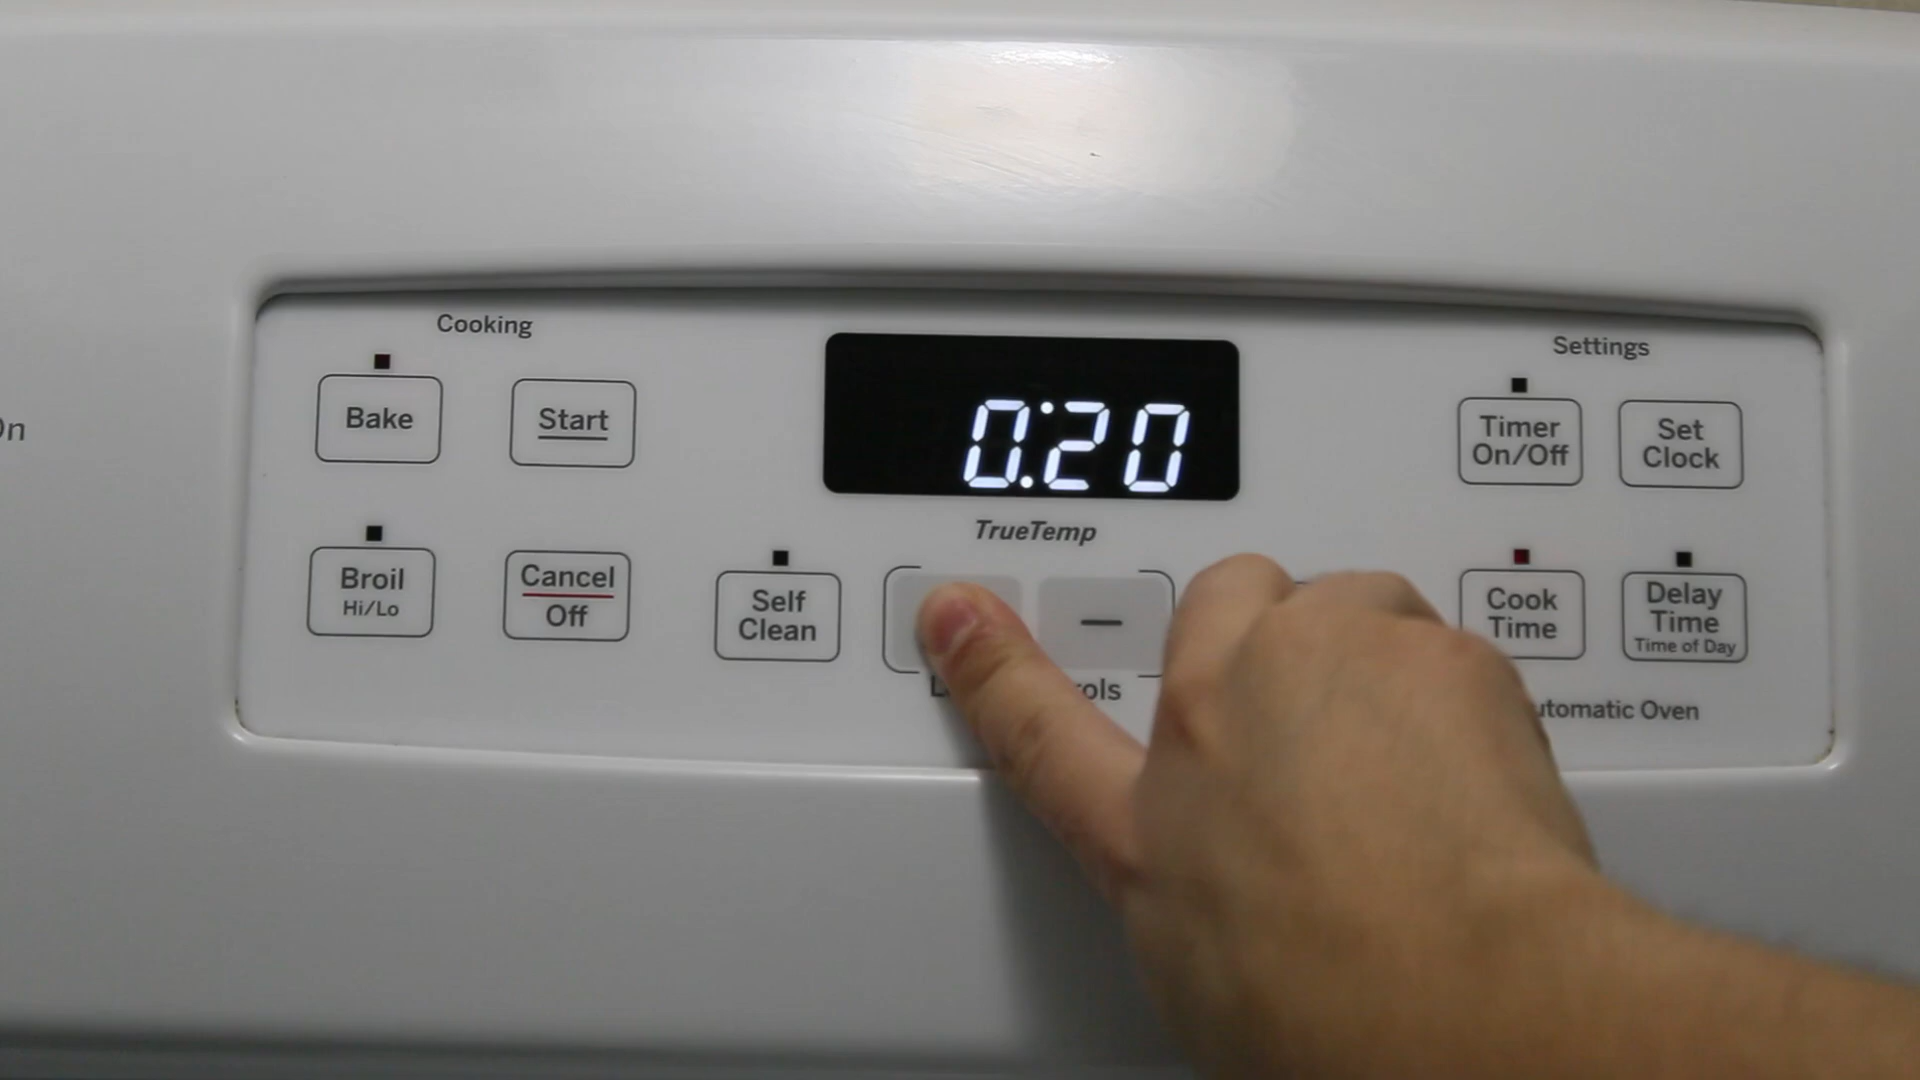 Cooking
Settings
Bake
Start
0:20
Timer
On/Off
Set
Clock
TrueTemp
Broil
Hi/Lo
Cancel
Off
Self
Clean
−
Cook
Time
Delay
Time
Time of Day
Oven